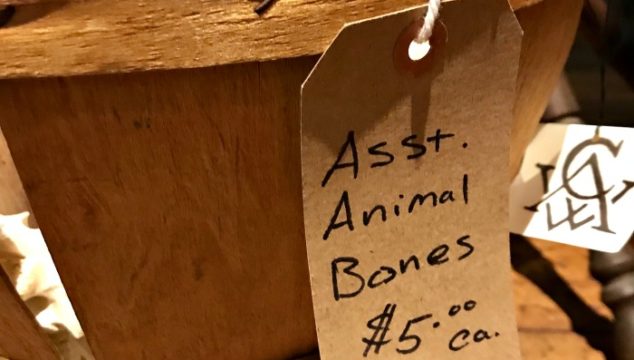 Asst.
Animal
Bones
$5.00 ea.